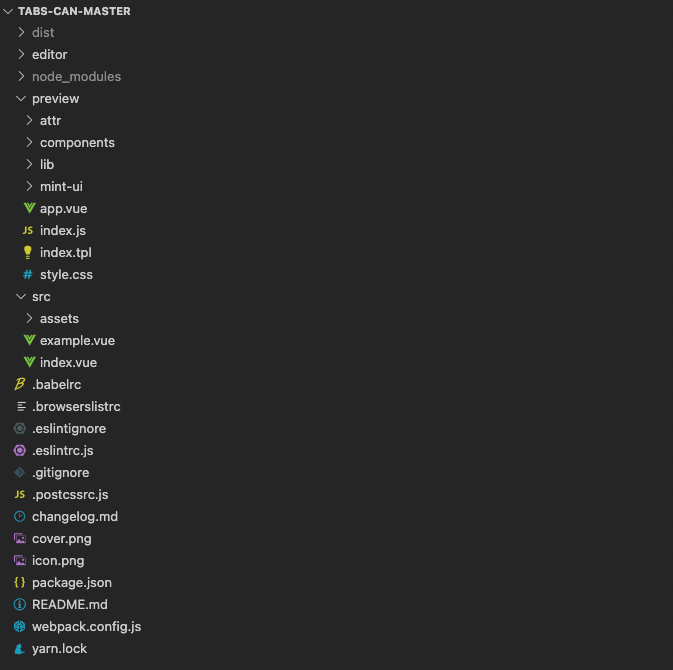 TABS-CAN-MASTER
dist
editor
node_modules
preview
attr
components
lib
mint-ui
app.vue
JS index.js
index.tpl
# style.css
src
assets
example.vue
index.vue
.babelrc
.browserslistrc
.eslintignore
.eslintrc.js
.gitignore
JS .postcssrc.js
changelog.md
cover.png
icon.png
{} package.json
README.md
webpack.config.js
yarn.lock